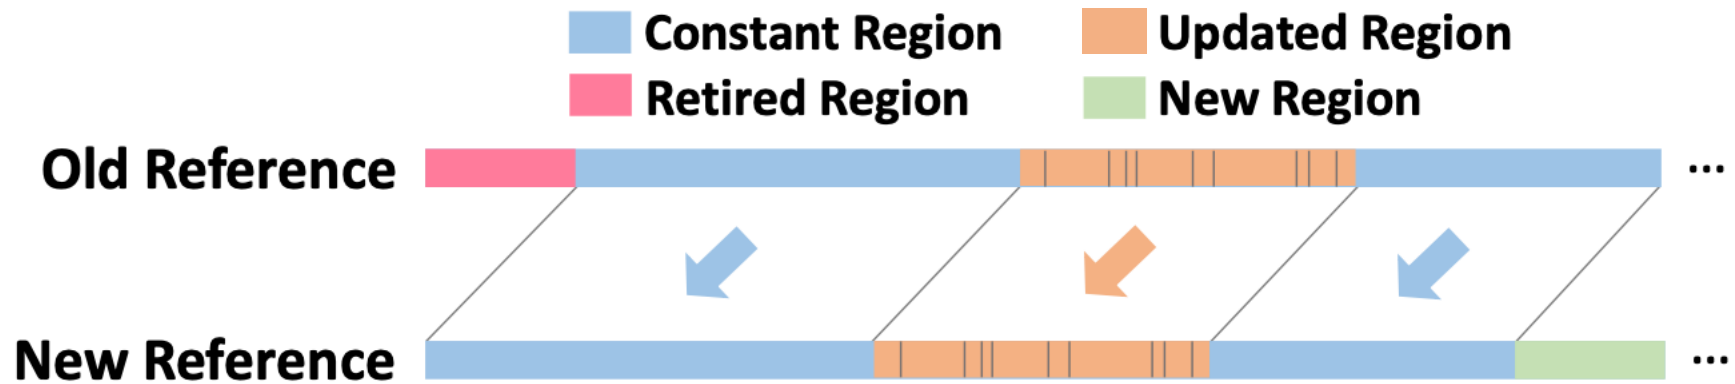 Constant Region
Updated Region
Retired Region
New Region
Old Reference
...
New Reference
...